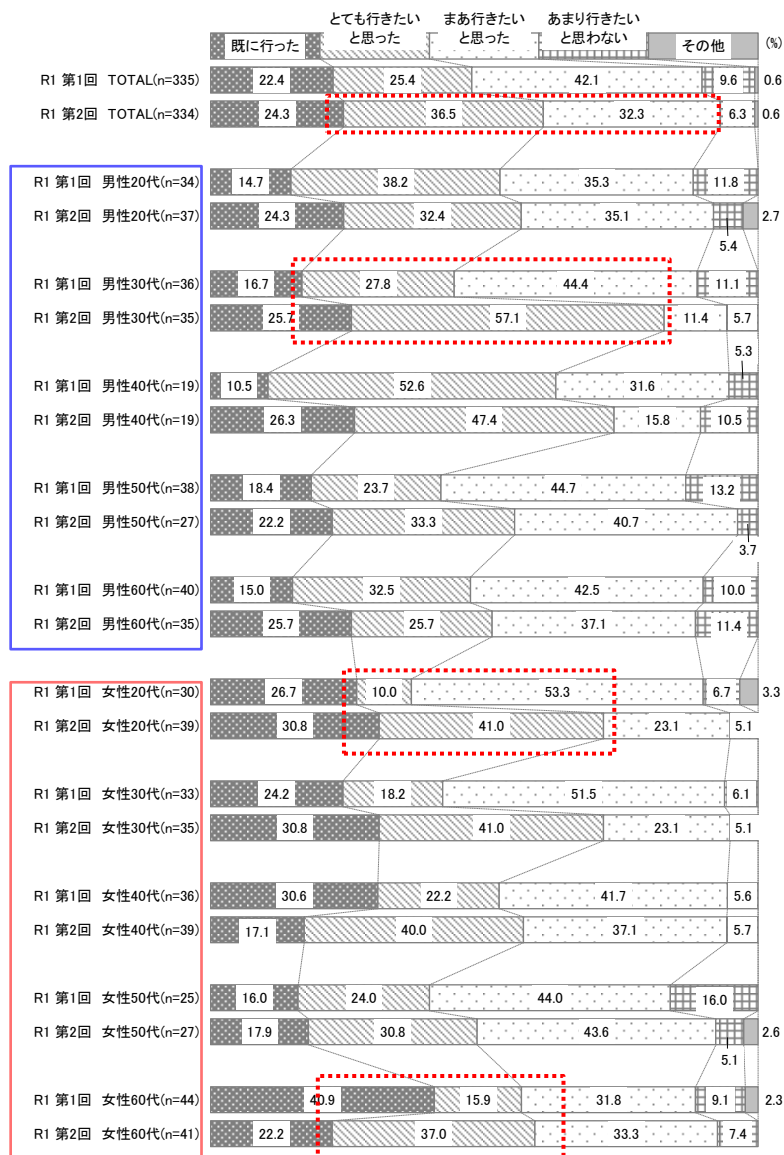 既に行った
とても行きたい
と思った
まあ行きたい
と思った
あまり行きたい
と思わない
その他
(%)
R1 第1回 TOTAL(n=335) 22.4 25.4 42.1 9.6 0.6
R1 第2回 TOTAL(n=334) 24.3 36.5 32.3 6.3 0.6
R1 第1回 男性20代(n=34) 14.7 38.2 35.3 11.8
R1 第2回 男性20代(n=37) 24.3 32.4 35.1 5.4 2.7
R1 第1回 男性30代(n=36) 16.7 27.8 44.4 11.1
R1 第2回 男性30代(n=35) 25.7 57.1 11.4 5.7
R1 第1回 男性40代(n=19) 10.5 52.6 31.6 5.3
R1 第2回 男性40代(n=19) 26.3 47.4 15.8 10.5
R1 第1回 男性50代(n=38) 18.4 23.7 44.7 13.2
R1 第2回 男性50代(n=27) 22.2 33.3 40.7 3.7
R1 第1回 男性60代(n=40) 15.0 32.5 42.5 10.0
R1 第2回 男性60代(n=35) 25.7 25.7 37.1 11.4
R1 第1回 女性20代(n=30) 26.7 10.0 53.3 6.7 3.3
R1 第2回 女性20代(n=39) 30.8 41.0 23.1 5.1
R1 第1回 女性30代(n=33) 24.2 18.2 51.5 6.1
R1 第2回 女性30代(n=35) 30.8 41.0 23.1 5.1
R1 第1回 女性40代(n=36) 30.6 22.2 41.7 5.6
R1 第2回 女性40代(n=39) 17.1 40.0 37.1 5.7
R1 第1回 女性50代(n=25) 16.0 24.0 44.0 16.0
R1 第2回 女性50代(n=27) 17.9 30.8 43.6 5.1 2.6
R1 第1回 女性60代(n=44) 40.9 15.9 31.8 9.1 2.3
R1 第2回 女性60代(n=41) 22.2 37.0 33.3 7.4